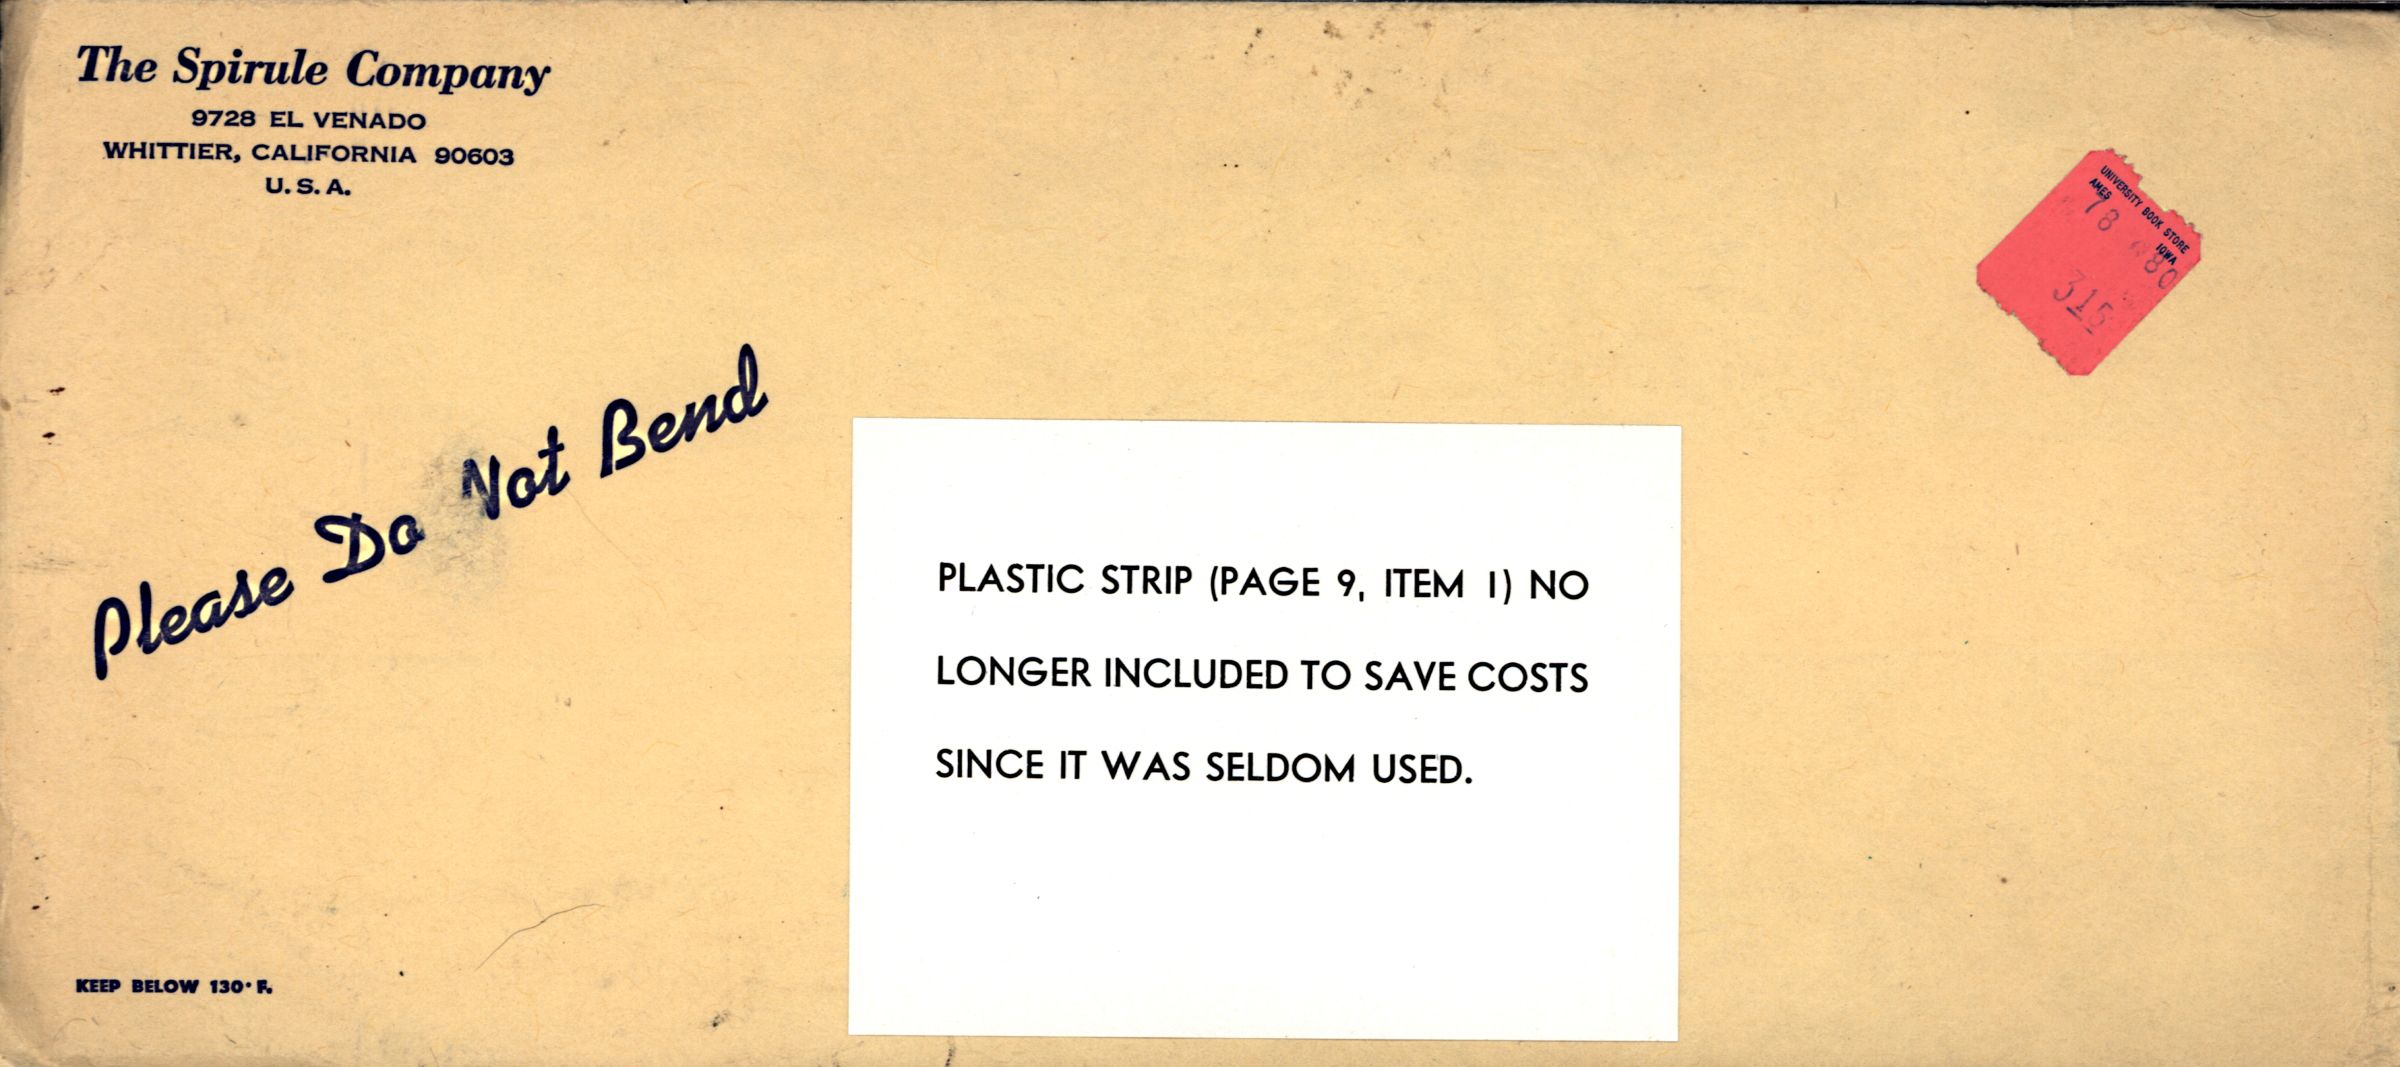 The Spirule Company
9728 EL VENADO
WHITTIER, CALIFORNIA 90603
U. S. A.
UNIVERSITY BOOK STORE
AMES IOWA
78 80
315
Please Do Not Bend
PLASTIC STRIP (PAGE 9, ITEM 1) NO
LONGER INCLUDED TO SAVE COSTS
SINCE IT WAS SELDOM USED.
KEEP BELOW 130° F.